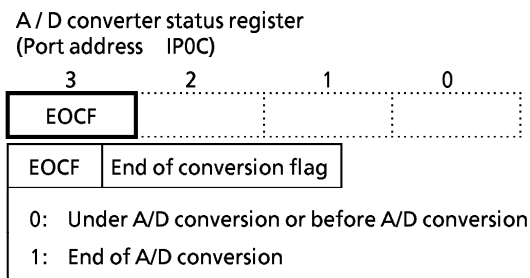 A / D converter status register
(Port address IP0C)
3 2 1 0
EOCF
EOCF End of conversion flag
0: Under A/D conversion or before A/D conversion
1: End of A/D conversion